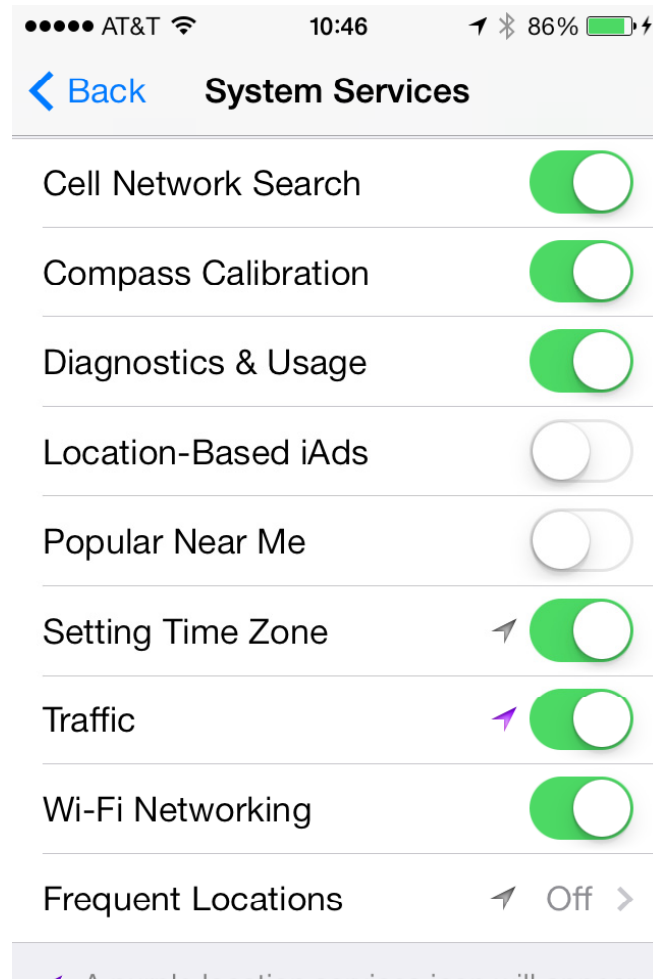 AT&T 10:46 86%
Back System Services
Cell Network Search
Compass Calibration
Diagnostics & Usage
Location-Based iAds
Popular Near Me
Setting Time Zone
Traffic
Wi-Fi Networking
Frequent Locations Off